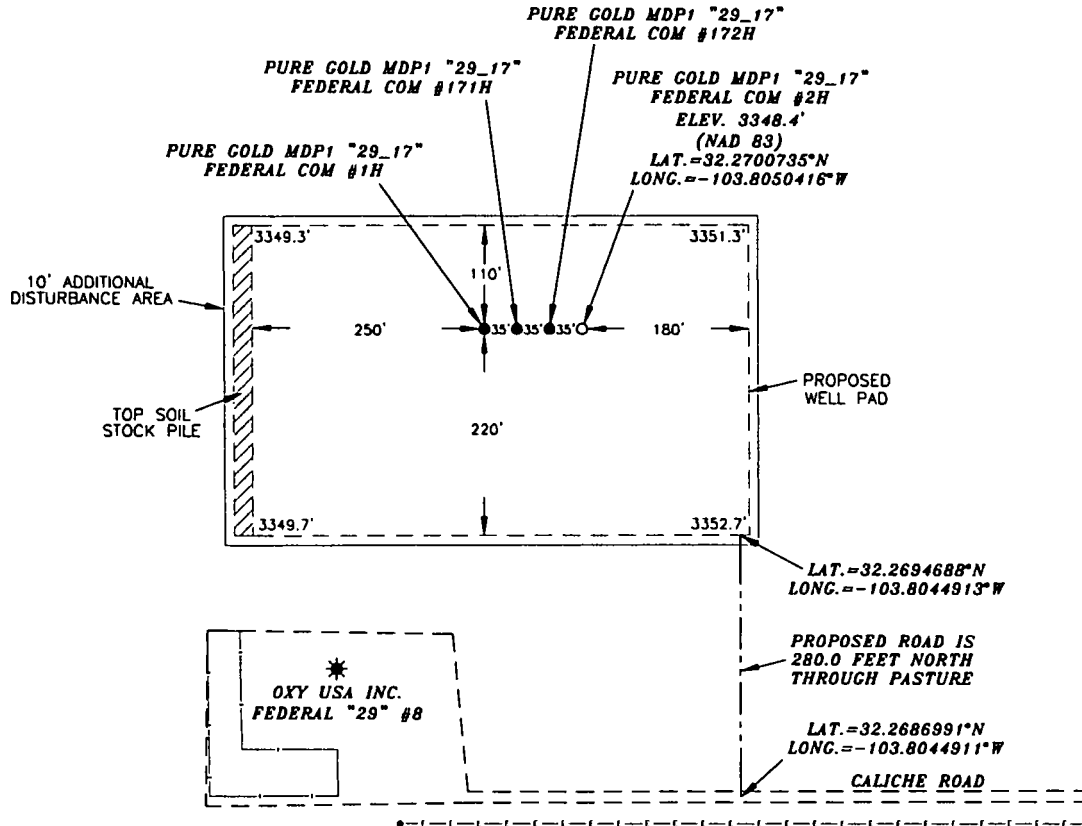 PURE GOLD MDP1 "29_17"
FEDERAL COM #172H
PURE GOLD MDP1 "29_17"
FEDERAL COM #171H
PURE GOLD MDP1 "29_17"
FEDERAL COM #2H
ELEV. 3348.4'
(NAD 83)
LAT.=32.2700735°N
LONG.=-103.8050416°W
PURE GOLD MDP1 "29_17"
FEDERAL COM #1H
3349.3'
3351.3'
110'
10' ADDITIONAL
DISTURBANCE AREA
250'
35'
35'
35'
180'
PROPOSED
WELL PAD
TOP SOIL
STOCK PILE
220'
3349.7'
3352.7'
LAT.=32.2694688°N
LONG.=-103.8044913°W
PROPOSED ROAD IS
280.0 FEET NORTH
THROUGH PASTURE
OXY USA INC.
FEDERAL "29" #8
LAT.=32.2686991°N
LONG.=-103.8044911°W
CALICHE ROAD